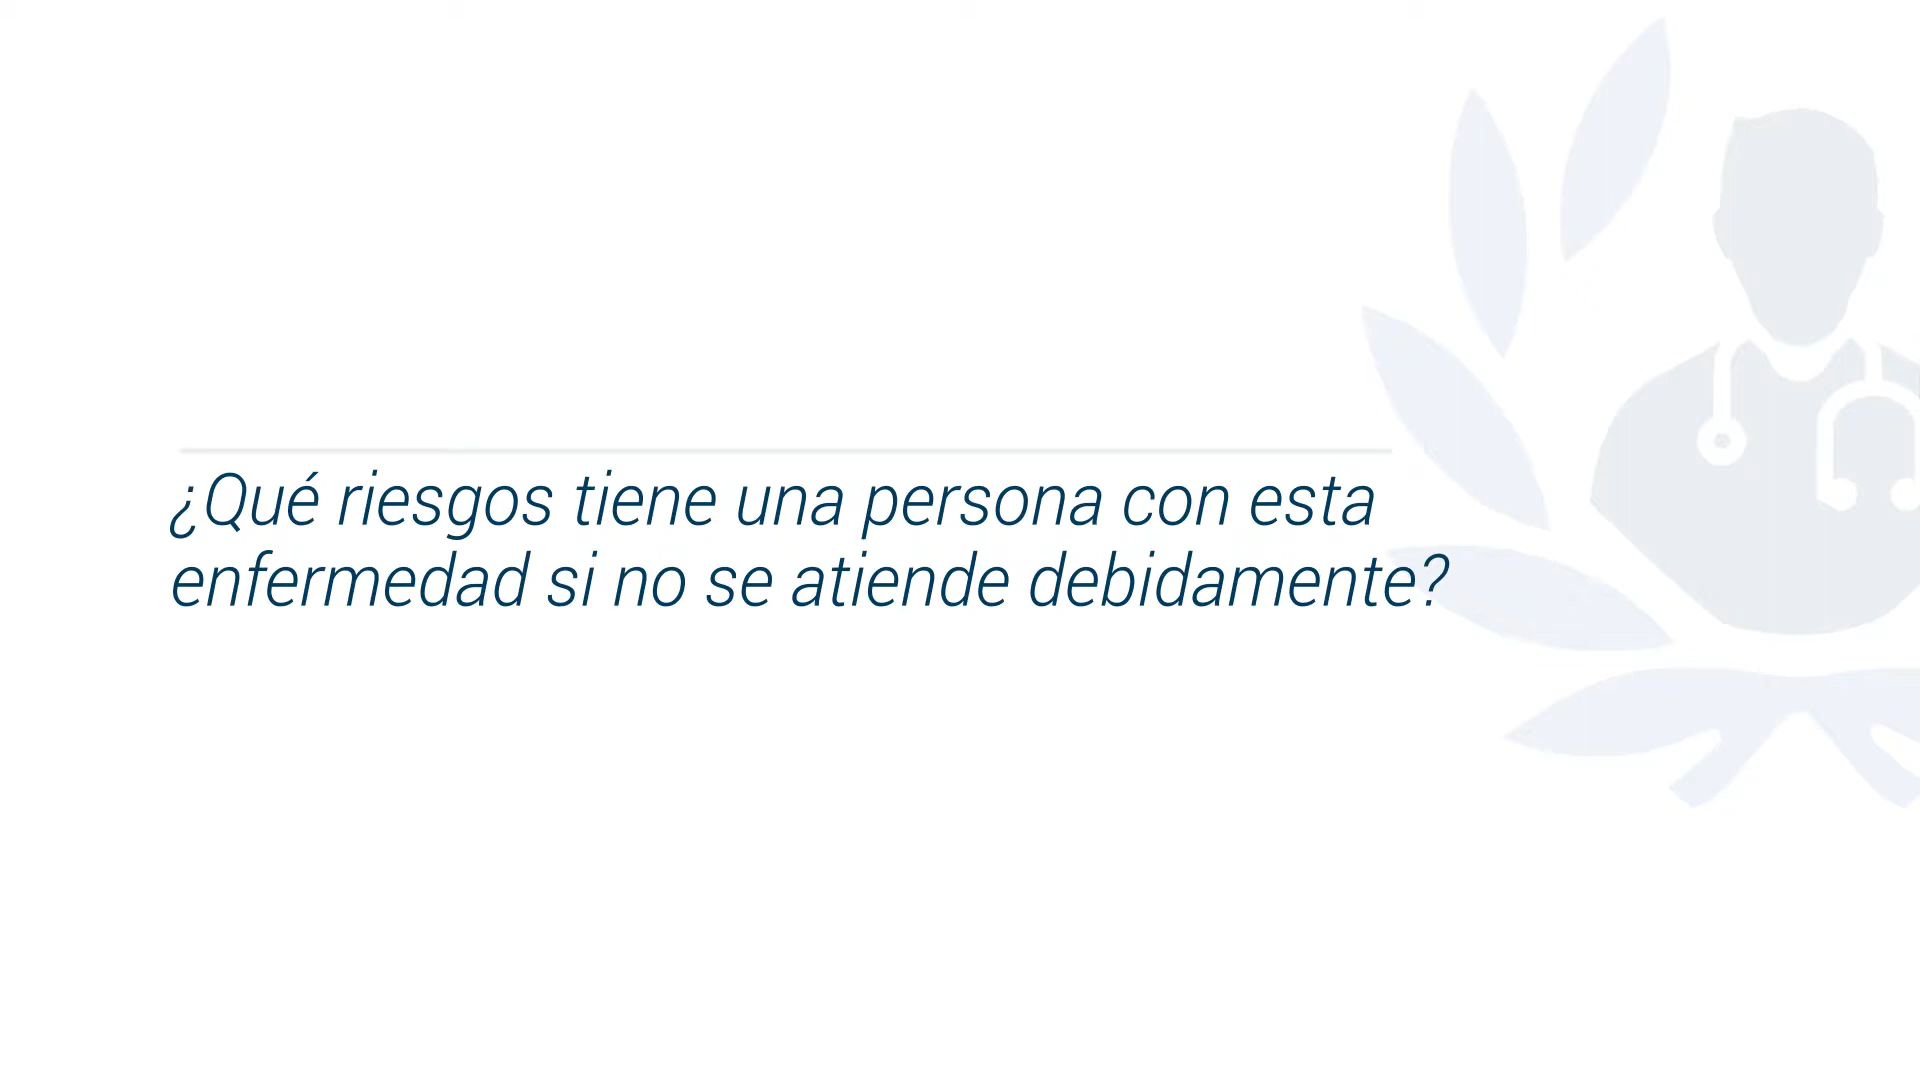 ¿Qué riesgos tiene una persona con esta
enfermedad si no se atiende debidamente?